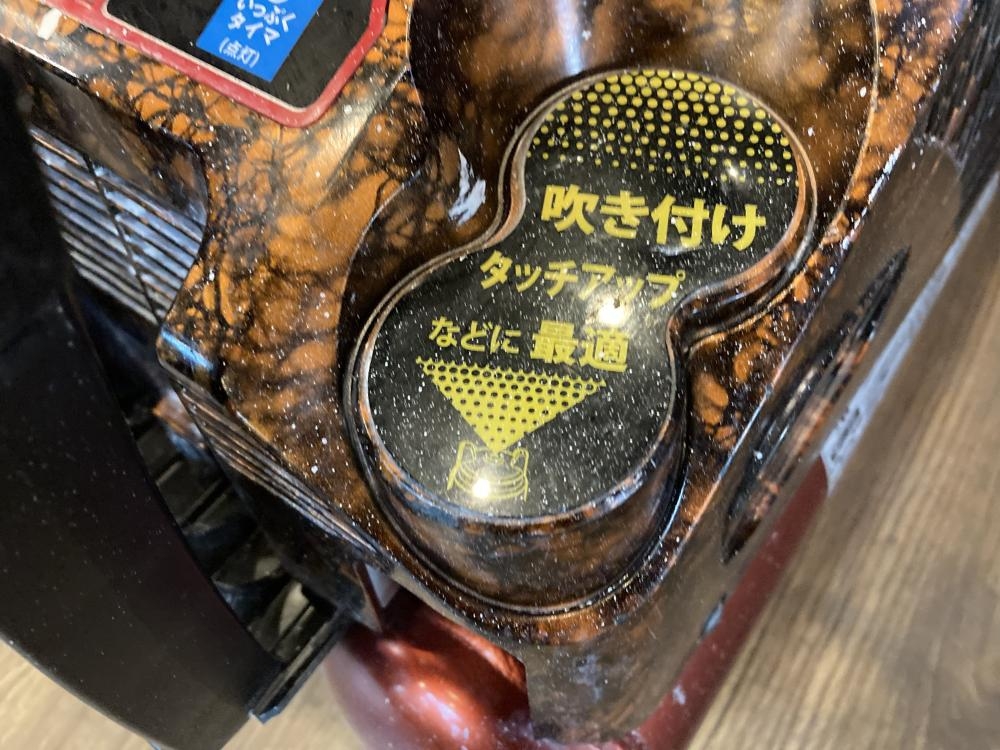 いっぷく
タイマ
(点灯)
吹き付け
タッチアップ
などに 最適